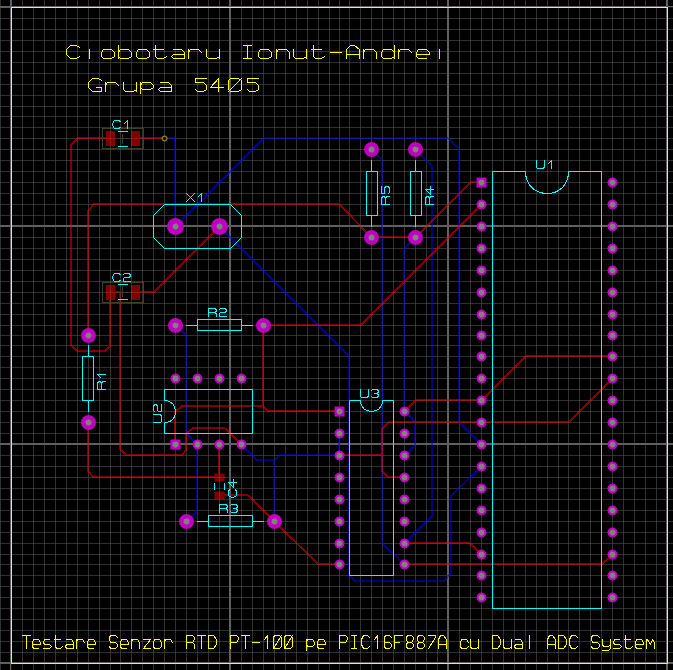 Ciobotaru Ionut-Andrei
Grupa 5405
C1
U1
X1
R5
R4
C2
R2
R1
U3
U2
C4
R3
Testare Senzor RTD PT-100 pe PIC16F887A cu Dual ADC System